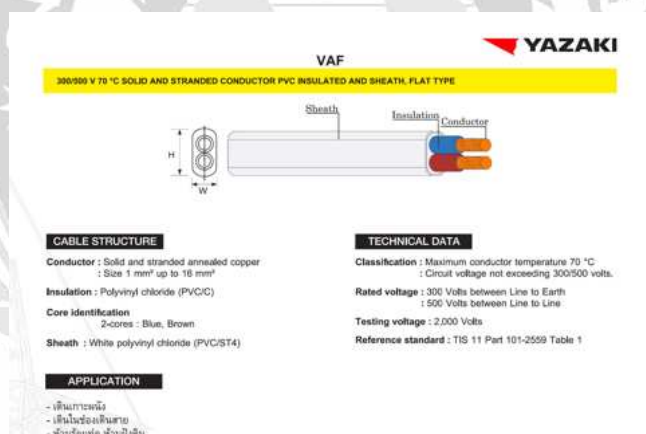 YAZAKI
VAF
300/500 V 70 °C SOLID AND STRANDED CONDUCTOR PVC INSULATED AND SHEATH, FLAT TYPE
Sheath
Insulation
Conductor
H
W
CABLE STRUCTURE
Conductor : Solid and stranded annealed copper
: Size 1 mm² up to 16 mm²
Insulation : Polyvinyl chloride (PVC/C)
Core identification
2-cores : Blue, Brown
Sheath : White polyvinyl chloride (PVC/ST4)
TECHNICAL DATA
Classification : Maximum conductor temperature 70 °C
: Circuit voltage not exceeding 300/500 volts.
Rated voltage : 300 Volts between Line to Earth
: 500 Volts between Line to Line
Testing voltage : 2,000 Volts
Reference standard : TIS 11 Part 101-2559 Table 1
APPLICATION
- เดินเกาะผนัง
- เดินในช่องเดินสาย